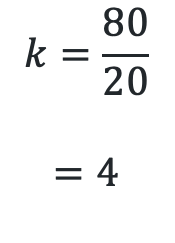 k = 80/20
= 4